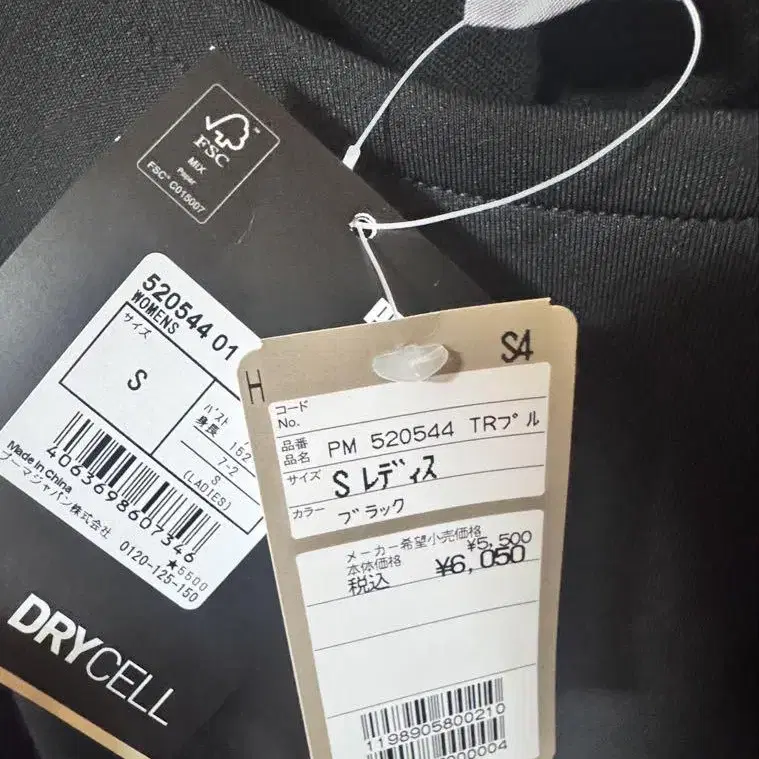 FSC™
MIX
Paper
FSC™ C015007
520544 01
WOMENS
サイズ
S
バスト
身長 152
7-2
S
(LADIES)
4063698607346
Made in China
プーマジャパン株式会社
★5500
0120-125-150
DRYCELL
S4
H
コード
No.
品番
品名
PM 520544 TRプル
サイズ
S レディス
カラー
ブラック
メーカー希望小売価格
本体価格 ¥5,500
税込 ¥6,050
1198905800210